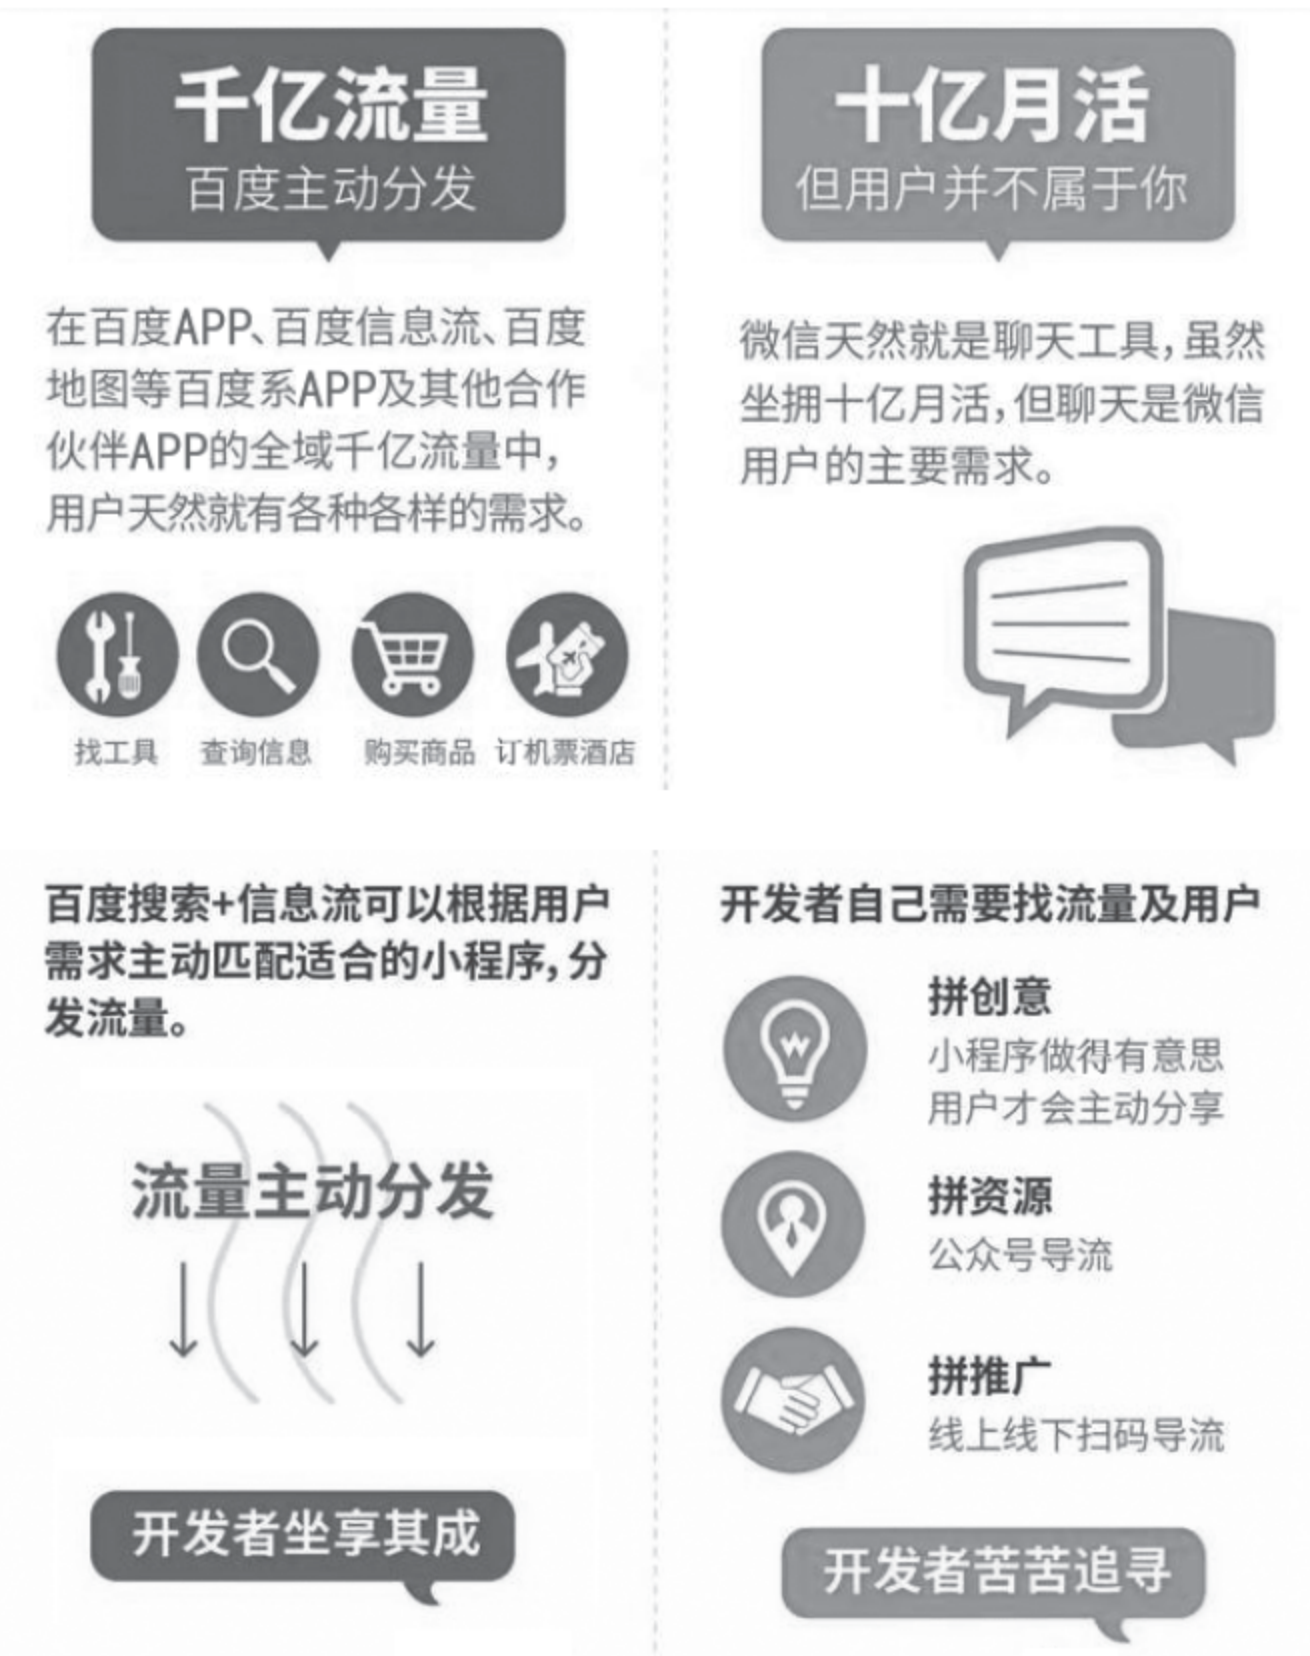 千亿流量
百度主动分发
在百度APP、百度信息流、百度
地图等百度系APP及其他合作
伙伴APP的全域千亿流量中，
用户天然就有各种各样的需求。
找工具
查询信息
购买商品
订机票酒店
十亿月活
但用户并不属于你
微信天然就是聊天工具，虽然
坐拥十亿月活，但聊天是微信
用户的主要需求。
百度搜索+信息流可以根据用户
需求主动匹配适合的小程序，分
发流量。
流量主动分发
开发者坐享其成
开发者自己需要找流量及用户
拼创意
小程序做得有意思
用户才会主动分享
拼资源
公众号导流
拼推广
线上线下扫码导流
开发者苦苦追寻